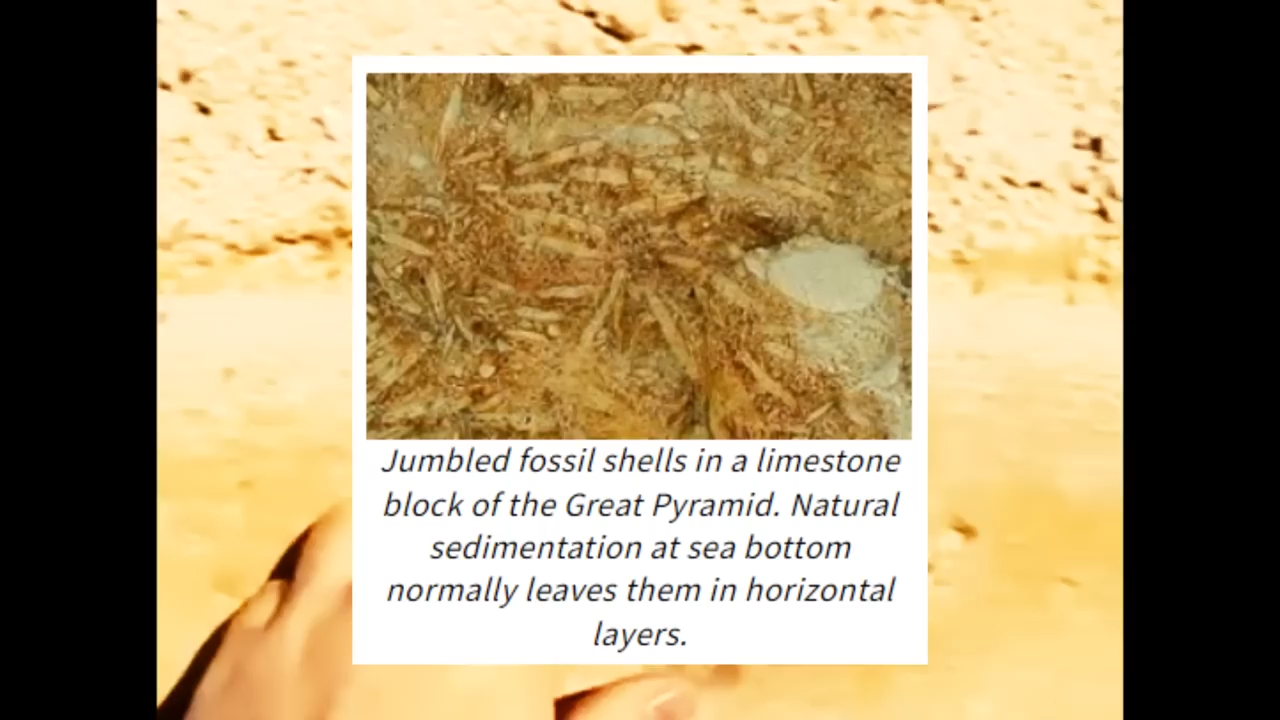 Jumbled fossil shells in a limestone
block of the Great Pyramid. Natural
sedimentation at sea bottom
normally leaves them in horizontal
layers.